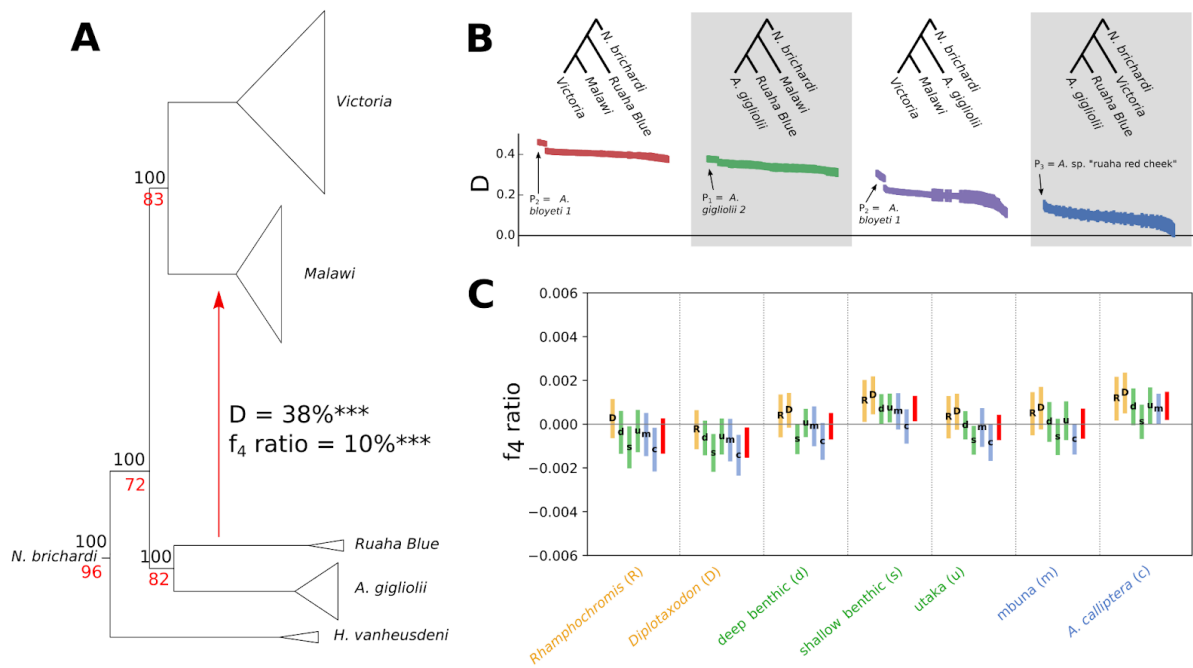 A
Victoria
100
83
Malawi
D = 38%***
f4 ratio = 10%***
100
72
100
N. brichardi
96
100
82
Ruaha Blue
A. gigliolii
H. vanheusdeni
B
N. brichardi
Ruaha Blue
Malawi
Victoria
N. brichardi
Malawi
Ruaha Blue
A. gigliolii
N. brichardi
A. gigliolii
Malawi
Victoria
N. brichardi
Victoria
Ruaha Blue
A. gigliolii
D
0.4
0.2
0.0
P2 = A.
bloyeti 1
P1 = A.
gigliolii 2
P2 = A.
bloyeti 1
P3 = A. sp. "ruaha red cheek"
C
f4 ratio
0.006
0.004
0.002
0.000
−0.002
−0.004
−0.006
D d s u m c
R d s u m c
R D s u m c
R D d u m c
R D d s m c
R D d s u c
R D d s u m
Rhamphochromis (R)
Diplotaxodon (D)
deep benthic (d)
shallow benthic (s)
utaka (u)
mbuna (m)
A. calliptera (c)